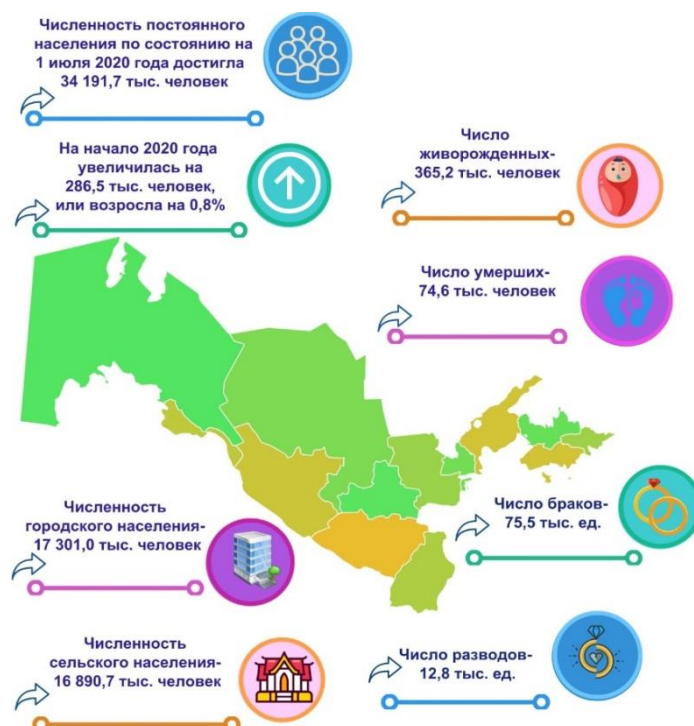 Численность постоянного
населения по состоянию на
1 июля 2020 года достигла
34 191,7 тыс. человек
На начало 2020 года
увеличилась на
286,5 тыс. человек,
или возросла на 0,8%
Число
живорожденных-
365,2 тыс. человек
Число умерших-
74,6 тыс. человек
Численность
городского населения-
17 301,0 тыс. человек
Число браков-
75,5 тыс. ед.
Численность
сельского населения-
16 890,7 тыс. человек
Число разводов-
12,8 тыс. ед.